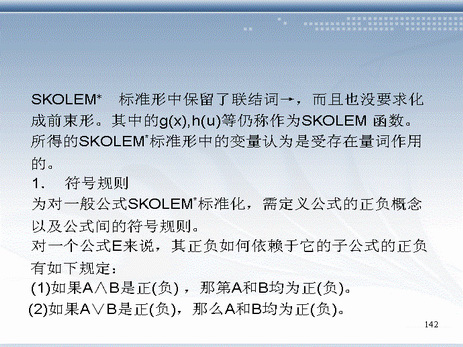 SKOLEM* 标准形中保留了联结词→，而且也没要求化
成前束形。其中的g(x),h(u)等仍称作为SKOLEM 函数。
所得的SKOLEM*标准形中的变量认为是受存在量词作用
的。
1． 符号规则
为对一般公式SKOLEM*标准化，需定义公式的正负概念
以及公式间的符号规则。
对一个公式E来说，其正负如何依赖于它的子公式的正负
有如下规定：
(1)如果A∧B是正(负)，那第A和B均为正(负)。
(2)如果A∨B是正(负)，那么A和B均为正(负)。
142